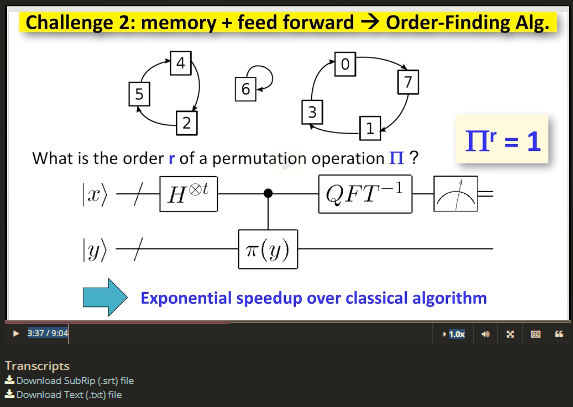 Challenge 2: memory + feed forward → Order-Finding Alg.
4
5
2
6
0
7
3
1
Πʳ = 1
What is the order r of a permutation operation Π ?
|x⟩ H^{⊗t} QFT⁻¹
|y⟩ π(y)
Exponential speedup over classical algorithm
3:37 / 9:04
1.0x
Transcripts
Download SubRip (.srt) file
Download Text (.txt) file